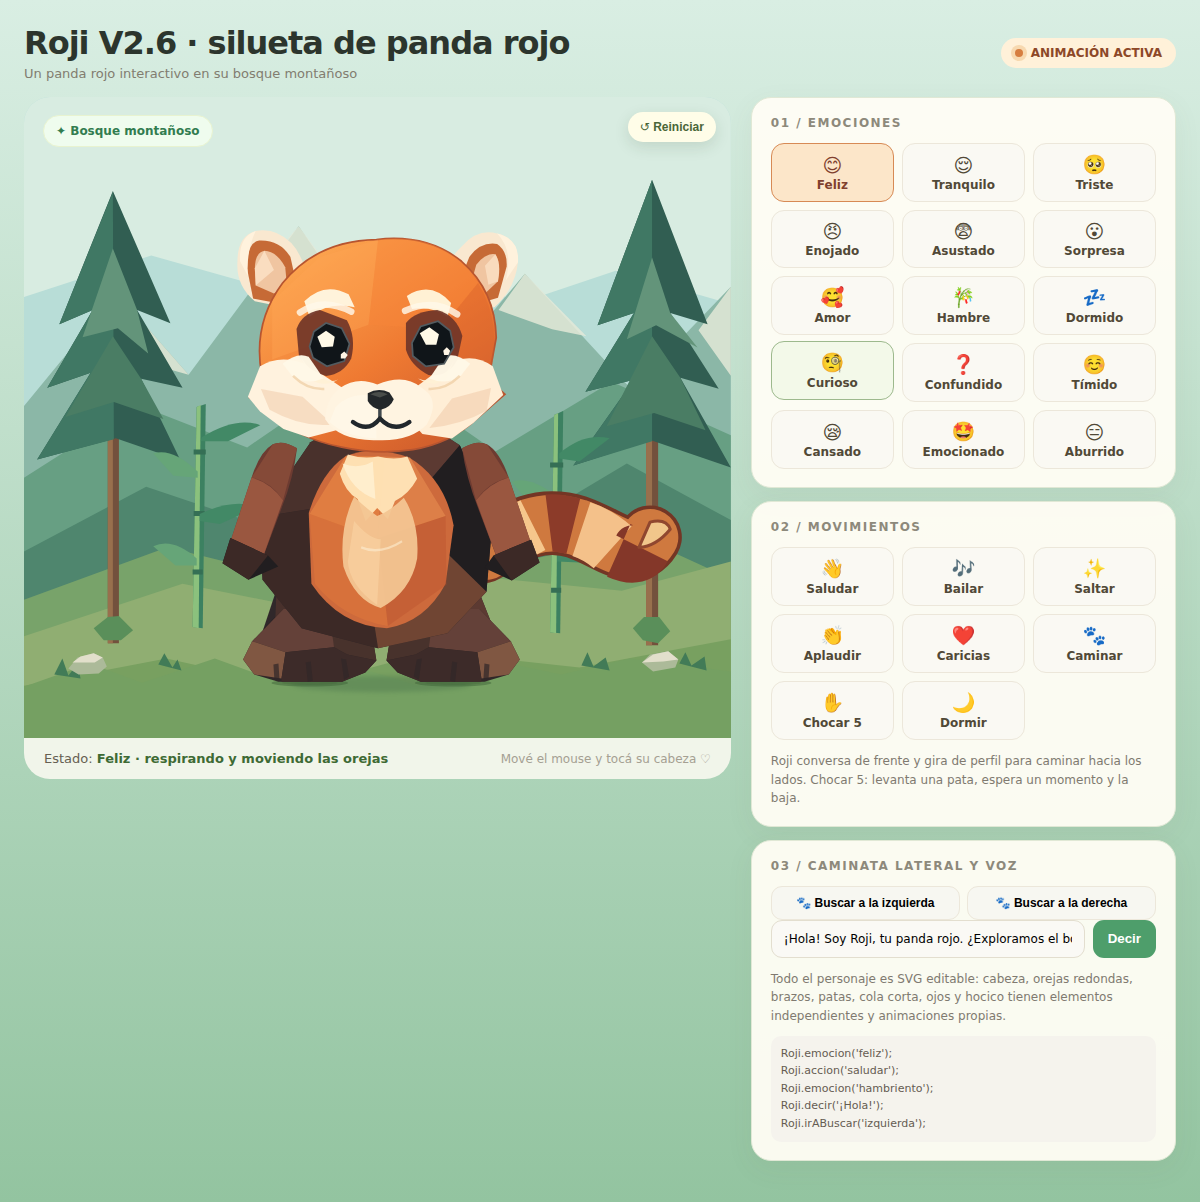 Roji V2.6 · silueta de panda rojo
Un panda rojo interactivo en su bosque montañoso
ANIMACIÓN ACTIVA
✦ Bosque montañoso
↺ Reiniciar
Estado: Feliz · respirando y moviendo las orejas
Mové el mouse y tocá su cabeza ♡
01 / EMOCIONES
Feliz
Tranquilo
Triste
Enojado
Asustado
Sorpresa
Amor
Hambre
Dormido
Curioso
Confundido
Tímido
Cansado
Emocionado
Aburrido
02 / MOVIMIENTOS
Saludar
Bailar
Saltar
Aplaudir
Caricias
Caminar
Chocar 5
Dormir
Roji conversa de frente y gira de perfil para caminar hacia los
lados. Chocar 5: levanta una pata, espera un momento y la
baja.
03 / CAMINATA LATERAL Y VOZ
🐾 Buscar a la izquierda
🐾 Buscar a la derecha
¡Hola! Soy Roji, tu panda rojo. ¿Exploramos el
Decir
Todo el personaje es SVG editable: cabeza, orejas redondas,
brazos, patas, cola corta, ojos y hocico tienen elementos
independientes y animaciones propias.
Roji.emocion('feliz');
Roji.accion('saludar');
Roji.emocion('hambriento');
Roji.decir('¡Hola!');
Roji.irABuscar('izquierda');